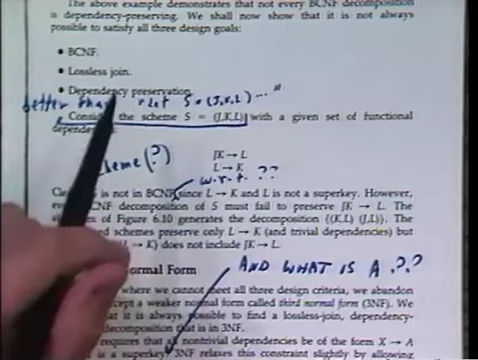 The above example demonstrates that not every BCNF decomposition
is dependency-preserving. We shall now show that it is not always
possible to satisfy all three design goals:
• BCNF.
• Lossless join.
• Dependency preservation.
better than "let S = (J,K,L) ..."
Consider the scheme S = (J,K,L) with a given set of functional
scheme (?)
JK → L
L → K
w.r.t. ??
is not in BCNF since L → K and L is not a superkey. However,
BCNF decomposition of S must fail to preserve JK → L. The
of Figure 6.10 generates the decomposition {(K,L) (J,L)}. The
schemes preserve only L → K (and trivial dependencies) but
→ K) does not include JK → L.
Normal Form
AND WHAT IS A ???
where we cannot meet all three design criteria, we abandon
accept a weaker normal form called third normal form (3NF). We
that it is always possible to find a lossless-join, dependency-
decomposition that is in 3NF.
requires that nontrivial dependencies be of the form X → A
is a superkey. 3NF relaxes this constraint slightly by allowing